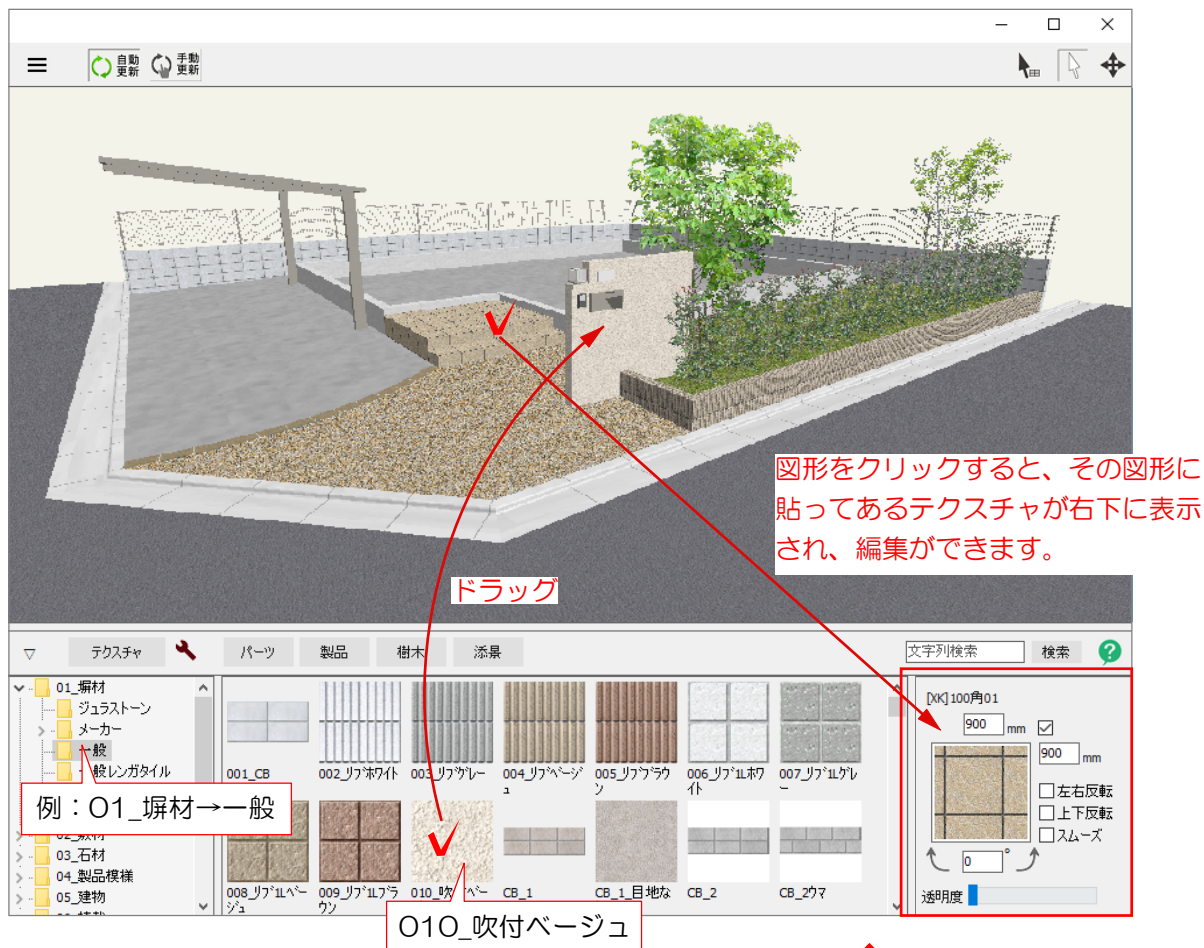 自動
更新
手動
更新
図形をクリックすると、その図形に
貼ってあるテクスチャが右下に表示
され、編集ができます。
ドラッグ
テクスチャ
パーツ
製品
樹木
添景
文字列検索
検索
?
01_塀材
ジュラストーン
メーカー
一般
一般レンガタイル
例：01_塀材→一般
03_石材
04_製品模様
05_建物
001_CB
002_リブホワイト
003_リブグレー
004_リブベージュ
005_リブブラウン
006_リブ1Lホワイト
007_リブ1Lグレー
008_リブ1Lベージュ
009_リブ1Lブラウン
CB_1
CB_1_目地な
CB_2
CB_2ウマ
010_吹付ベージュ
[XK]100角01
900 mm
900 mm
左右反転
上下反転
スムーズ
0 °
透明度